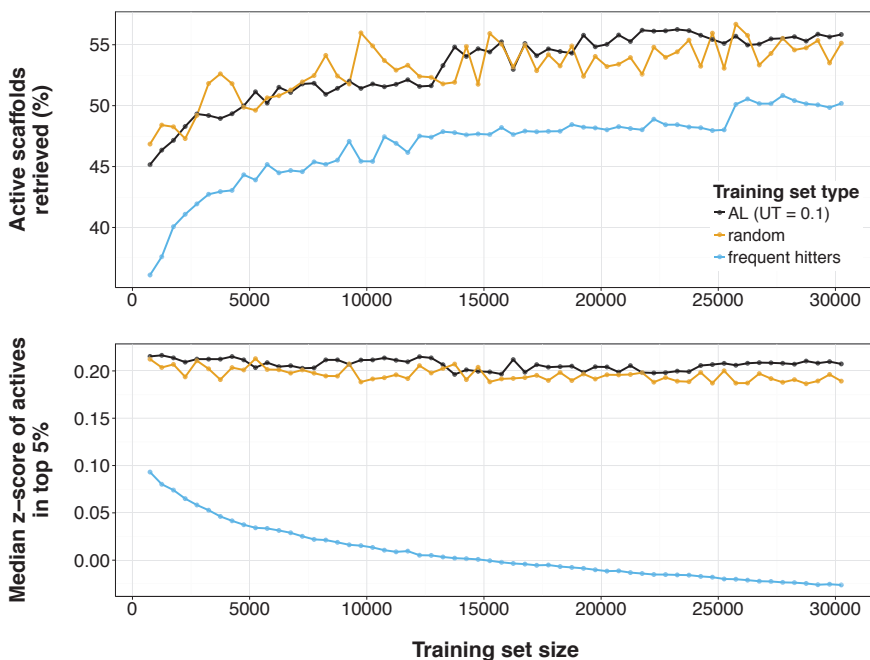 Active scaffolds
retrieved (%)
55
50
45
40
Training set type
AL (UT = 0.1)
random
frequent hitters
0 5000 10000 15000 20000 25000 30000
Median z−score of actives
in top 5%
0.20
0.15
0.10
0.05
0.00
0 5000 10000 15000 20000 25000 30000
Training set size